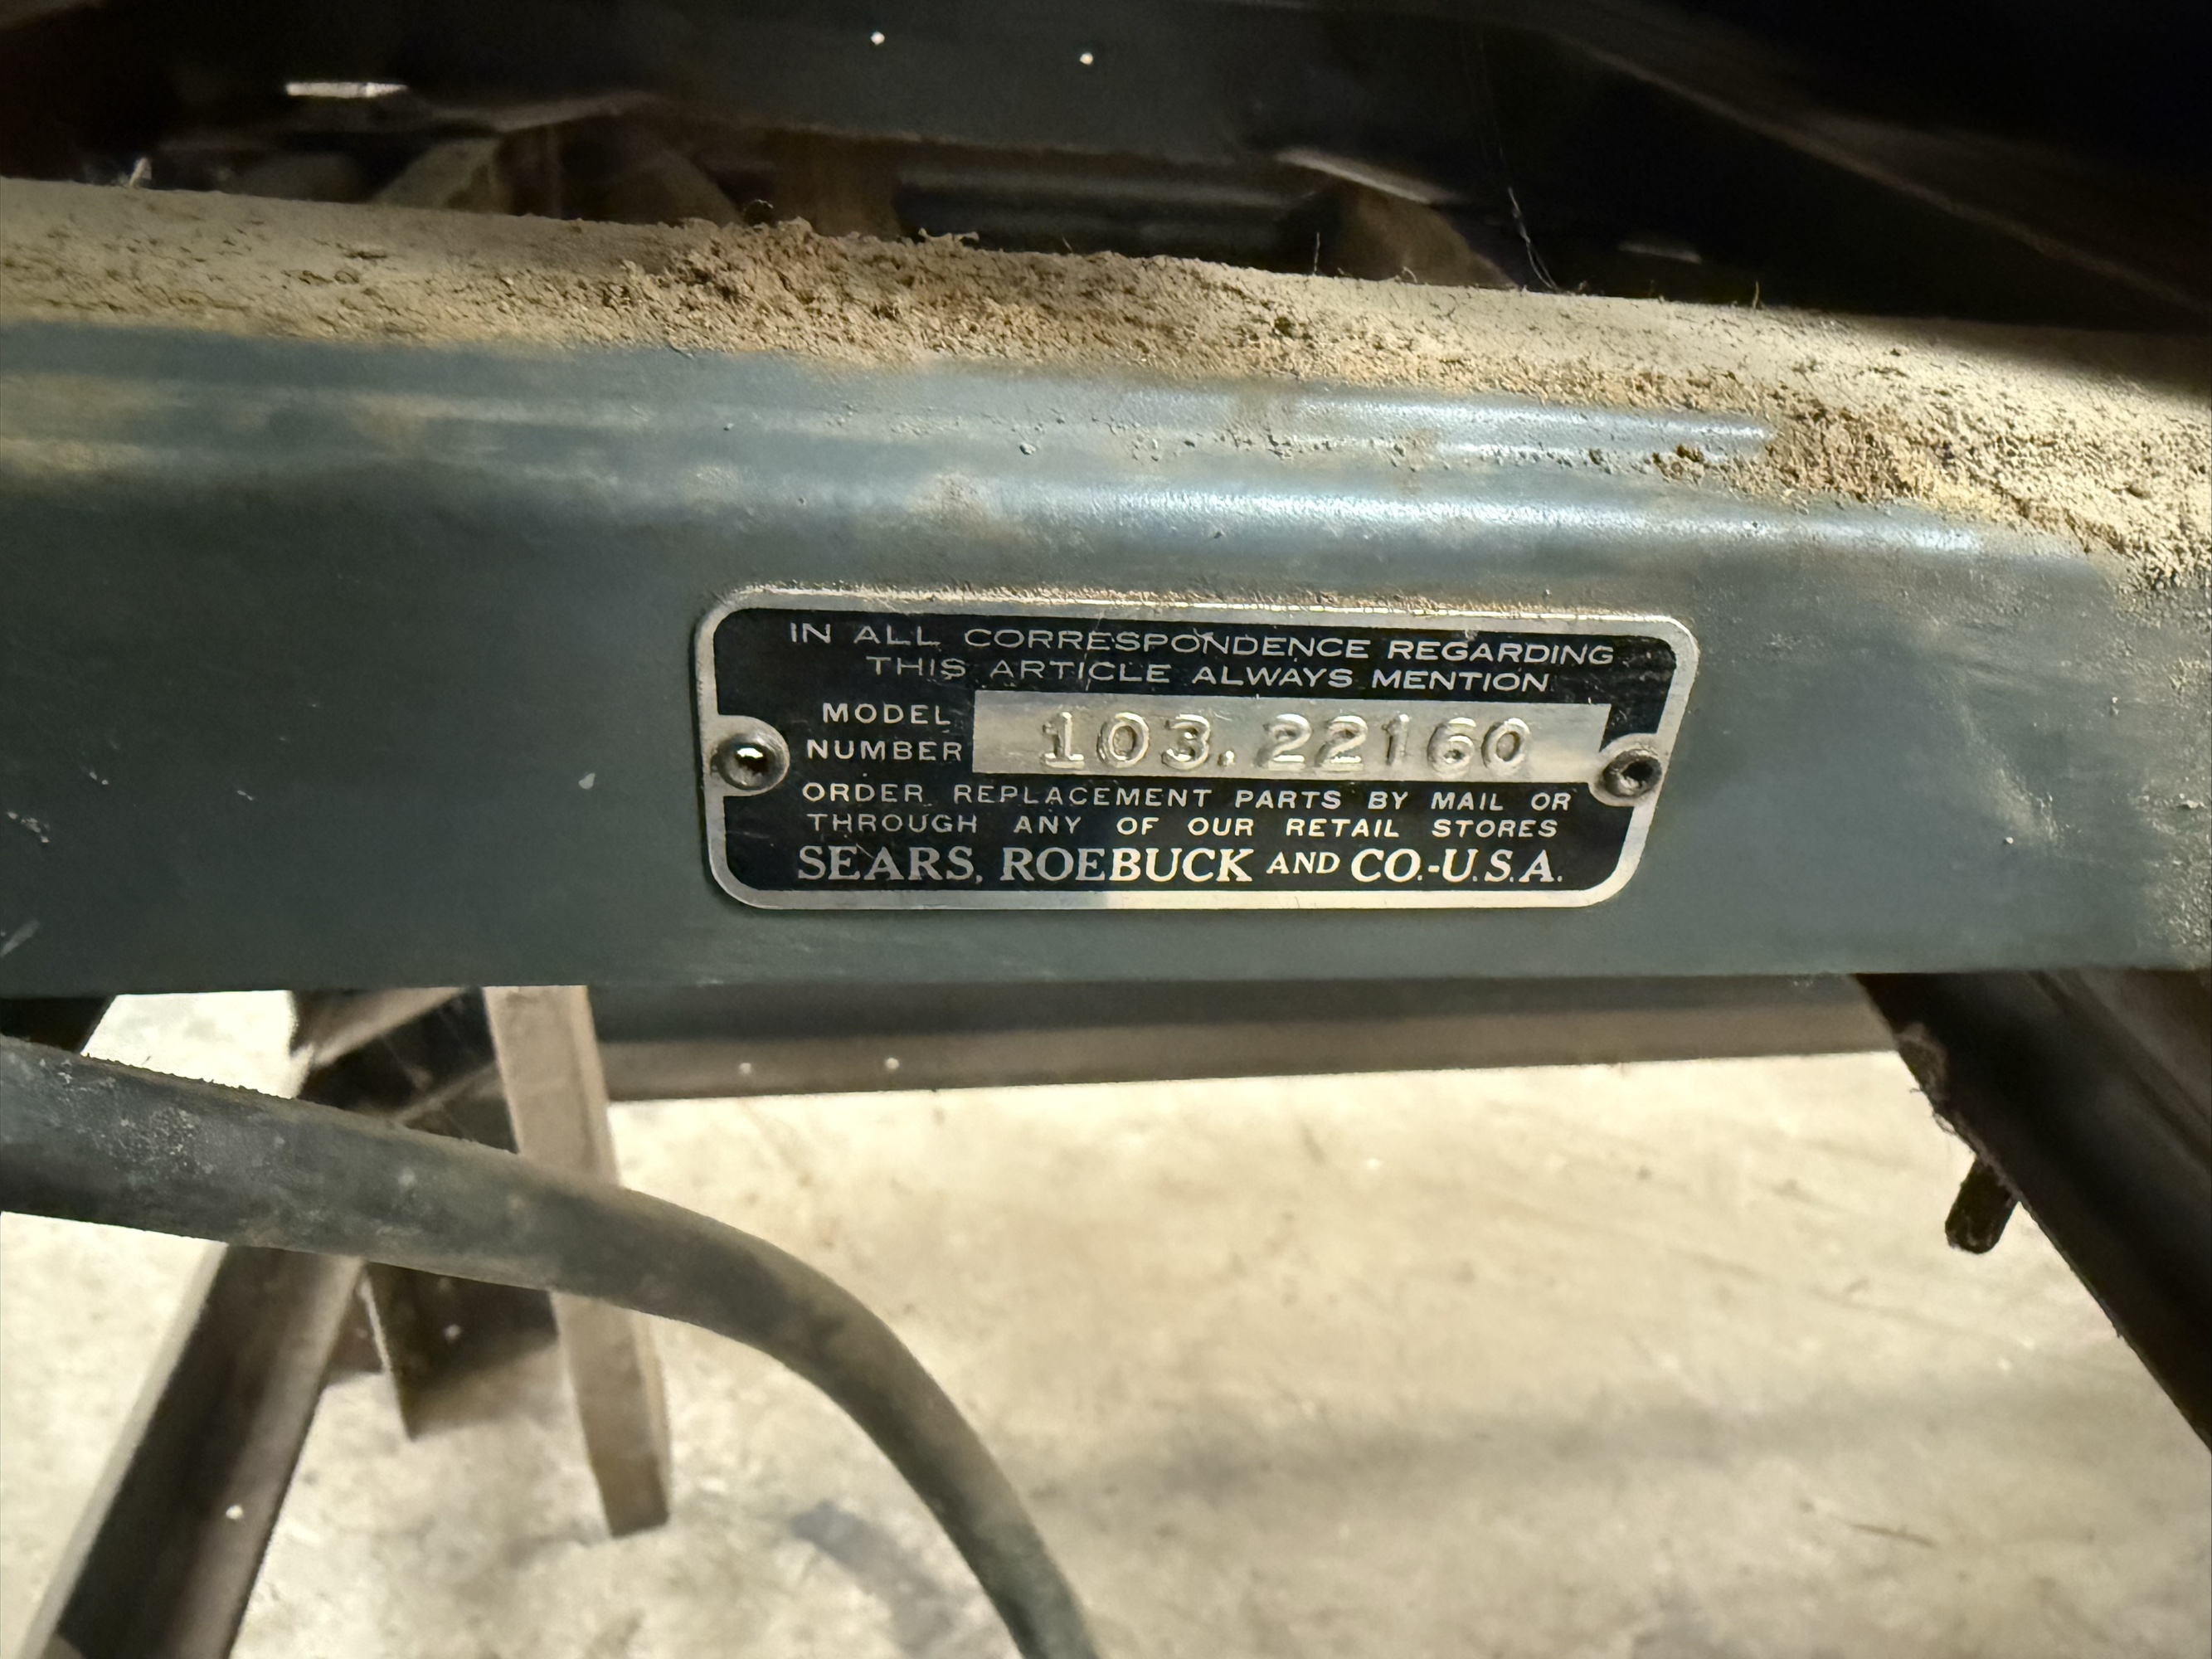 IN ALL CORRESPONDENCE REGARDING
THIS ARTICLE ALWAYS MENTION
MODEL NUMBER 103.22160
ORDER REPLACEMENT PARTS BY MAIL OR
THROUGH ANY OF OUR RETAIL STORES
SEARS, ROEBUCK AND CO.-U.S.A.